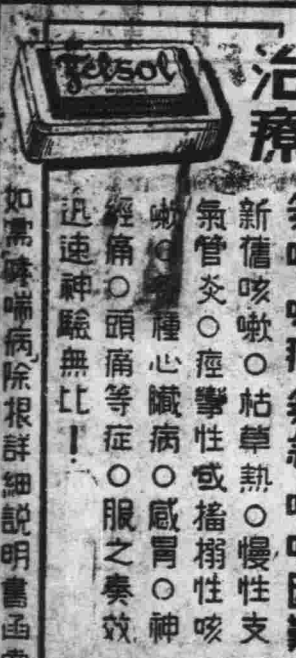 Felsol
治療
新舊咳嗽○枯草熱○慢性支
氣管炎○痙攣性或搐搦性咳
嗽○種心臟病○感冒○神
經痛○頭痛等症○服之奏效
迅速神驗無比！
如需哮喘病除根詳細說明書函